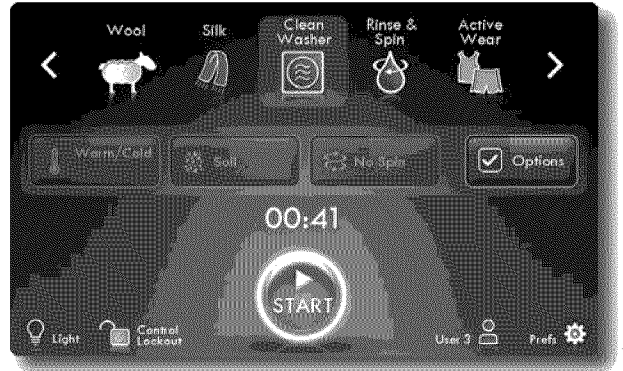 Wool
Silk
Clean
Washer
Rinse &
Spin
Active
Wear
Warm/Cold
Soil
No Spin
Options
00:41
START
Light
Control
Lockout
User 3
Prefs